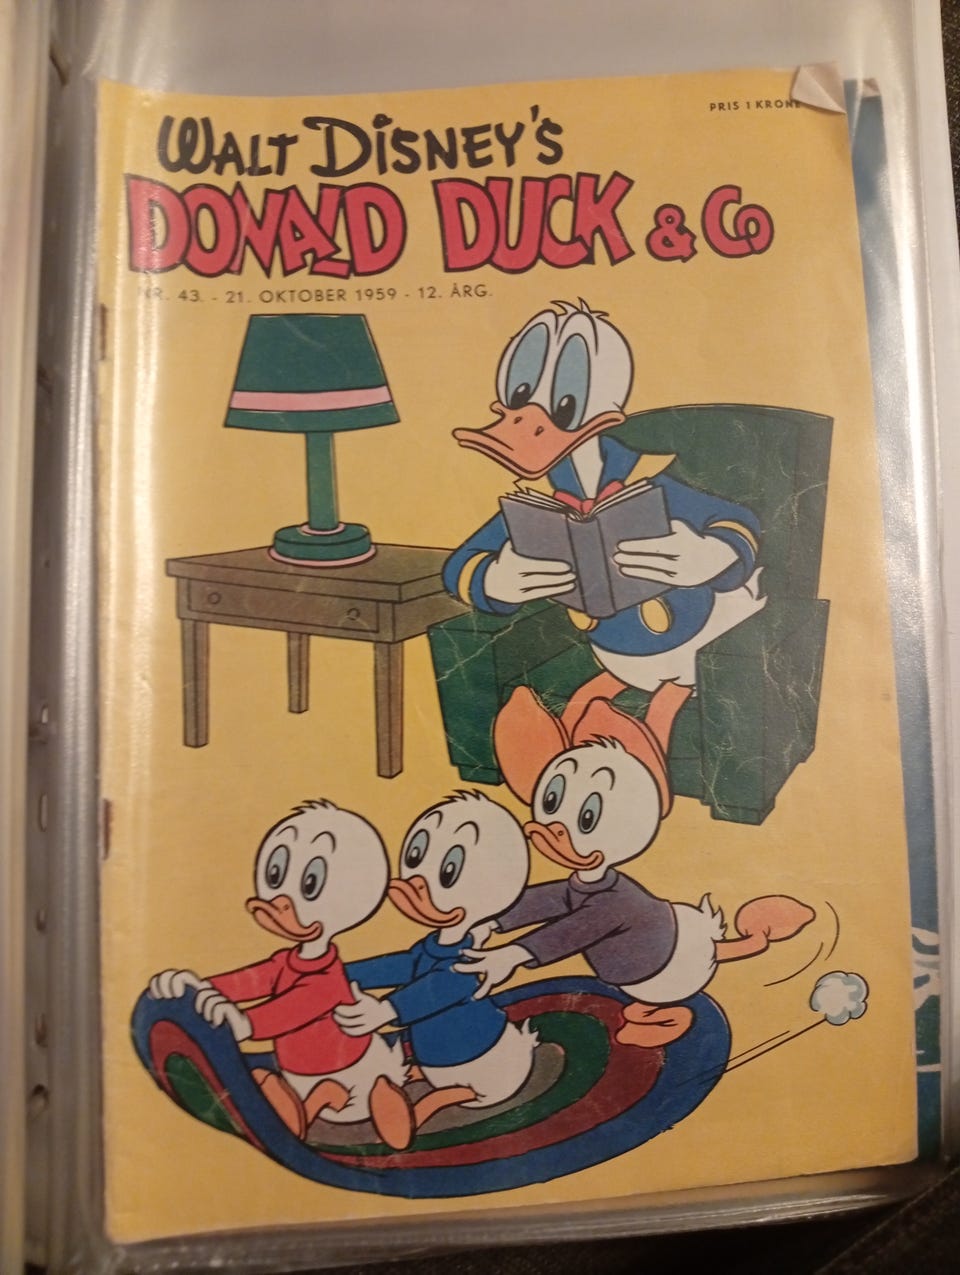 PRIS 1 KRONE
WALT DISNEY'S
DONALD DUCK & Co
NR. 43. - 21. OKTOBER 1959 - 12. ÅRG.